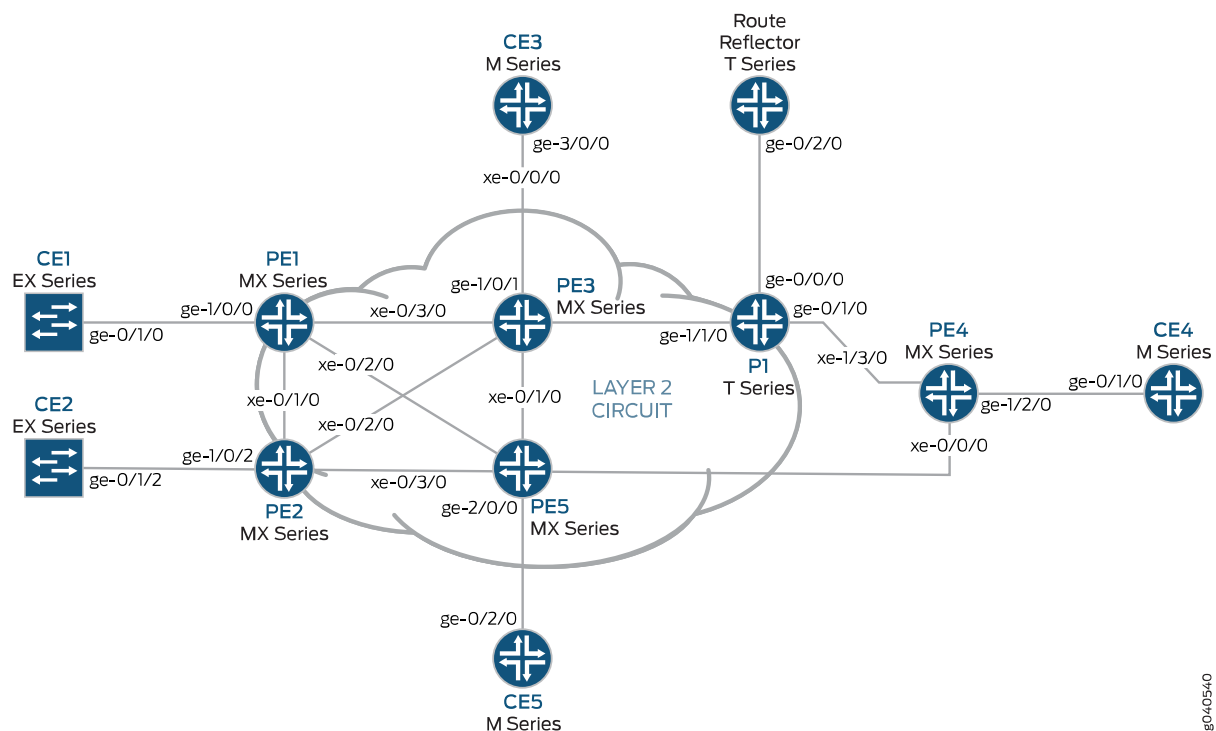 CE3
M Series
ge-3/0/0
xe-0/0/0
Route
Reflector
T Series
ge-0/2/0
CE1
EX Series
ge-0/1/0
PE1
MX Series
ge-1/0/0
xe-0/3/0
ge-1/0/1
PE3
MX Series
ge-0/0/0
ge-0/1/0
ge-1/1/0
P1
T Series
xe-1/3/0
PE4
MX Series
ge-1/2/0
CE4
M Series
ge-0/1/0
xe-0/0/0
xe-0/2/0
xe-0/1/0
xe-0/2/0
xe-0/1/0
LAYER 2
CIRCUIT
CE2
EX Series
ge-0/1/2
ge-1/0/2
PE2
MX Series
xe-0/3/0
ge-2/0/0
PE5
MX Series
ge-0/2/0
CE5
M Series
g040540